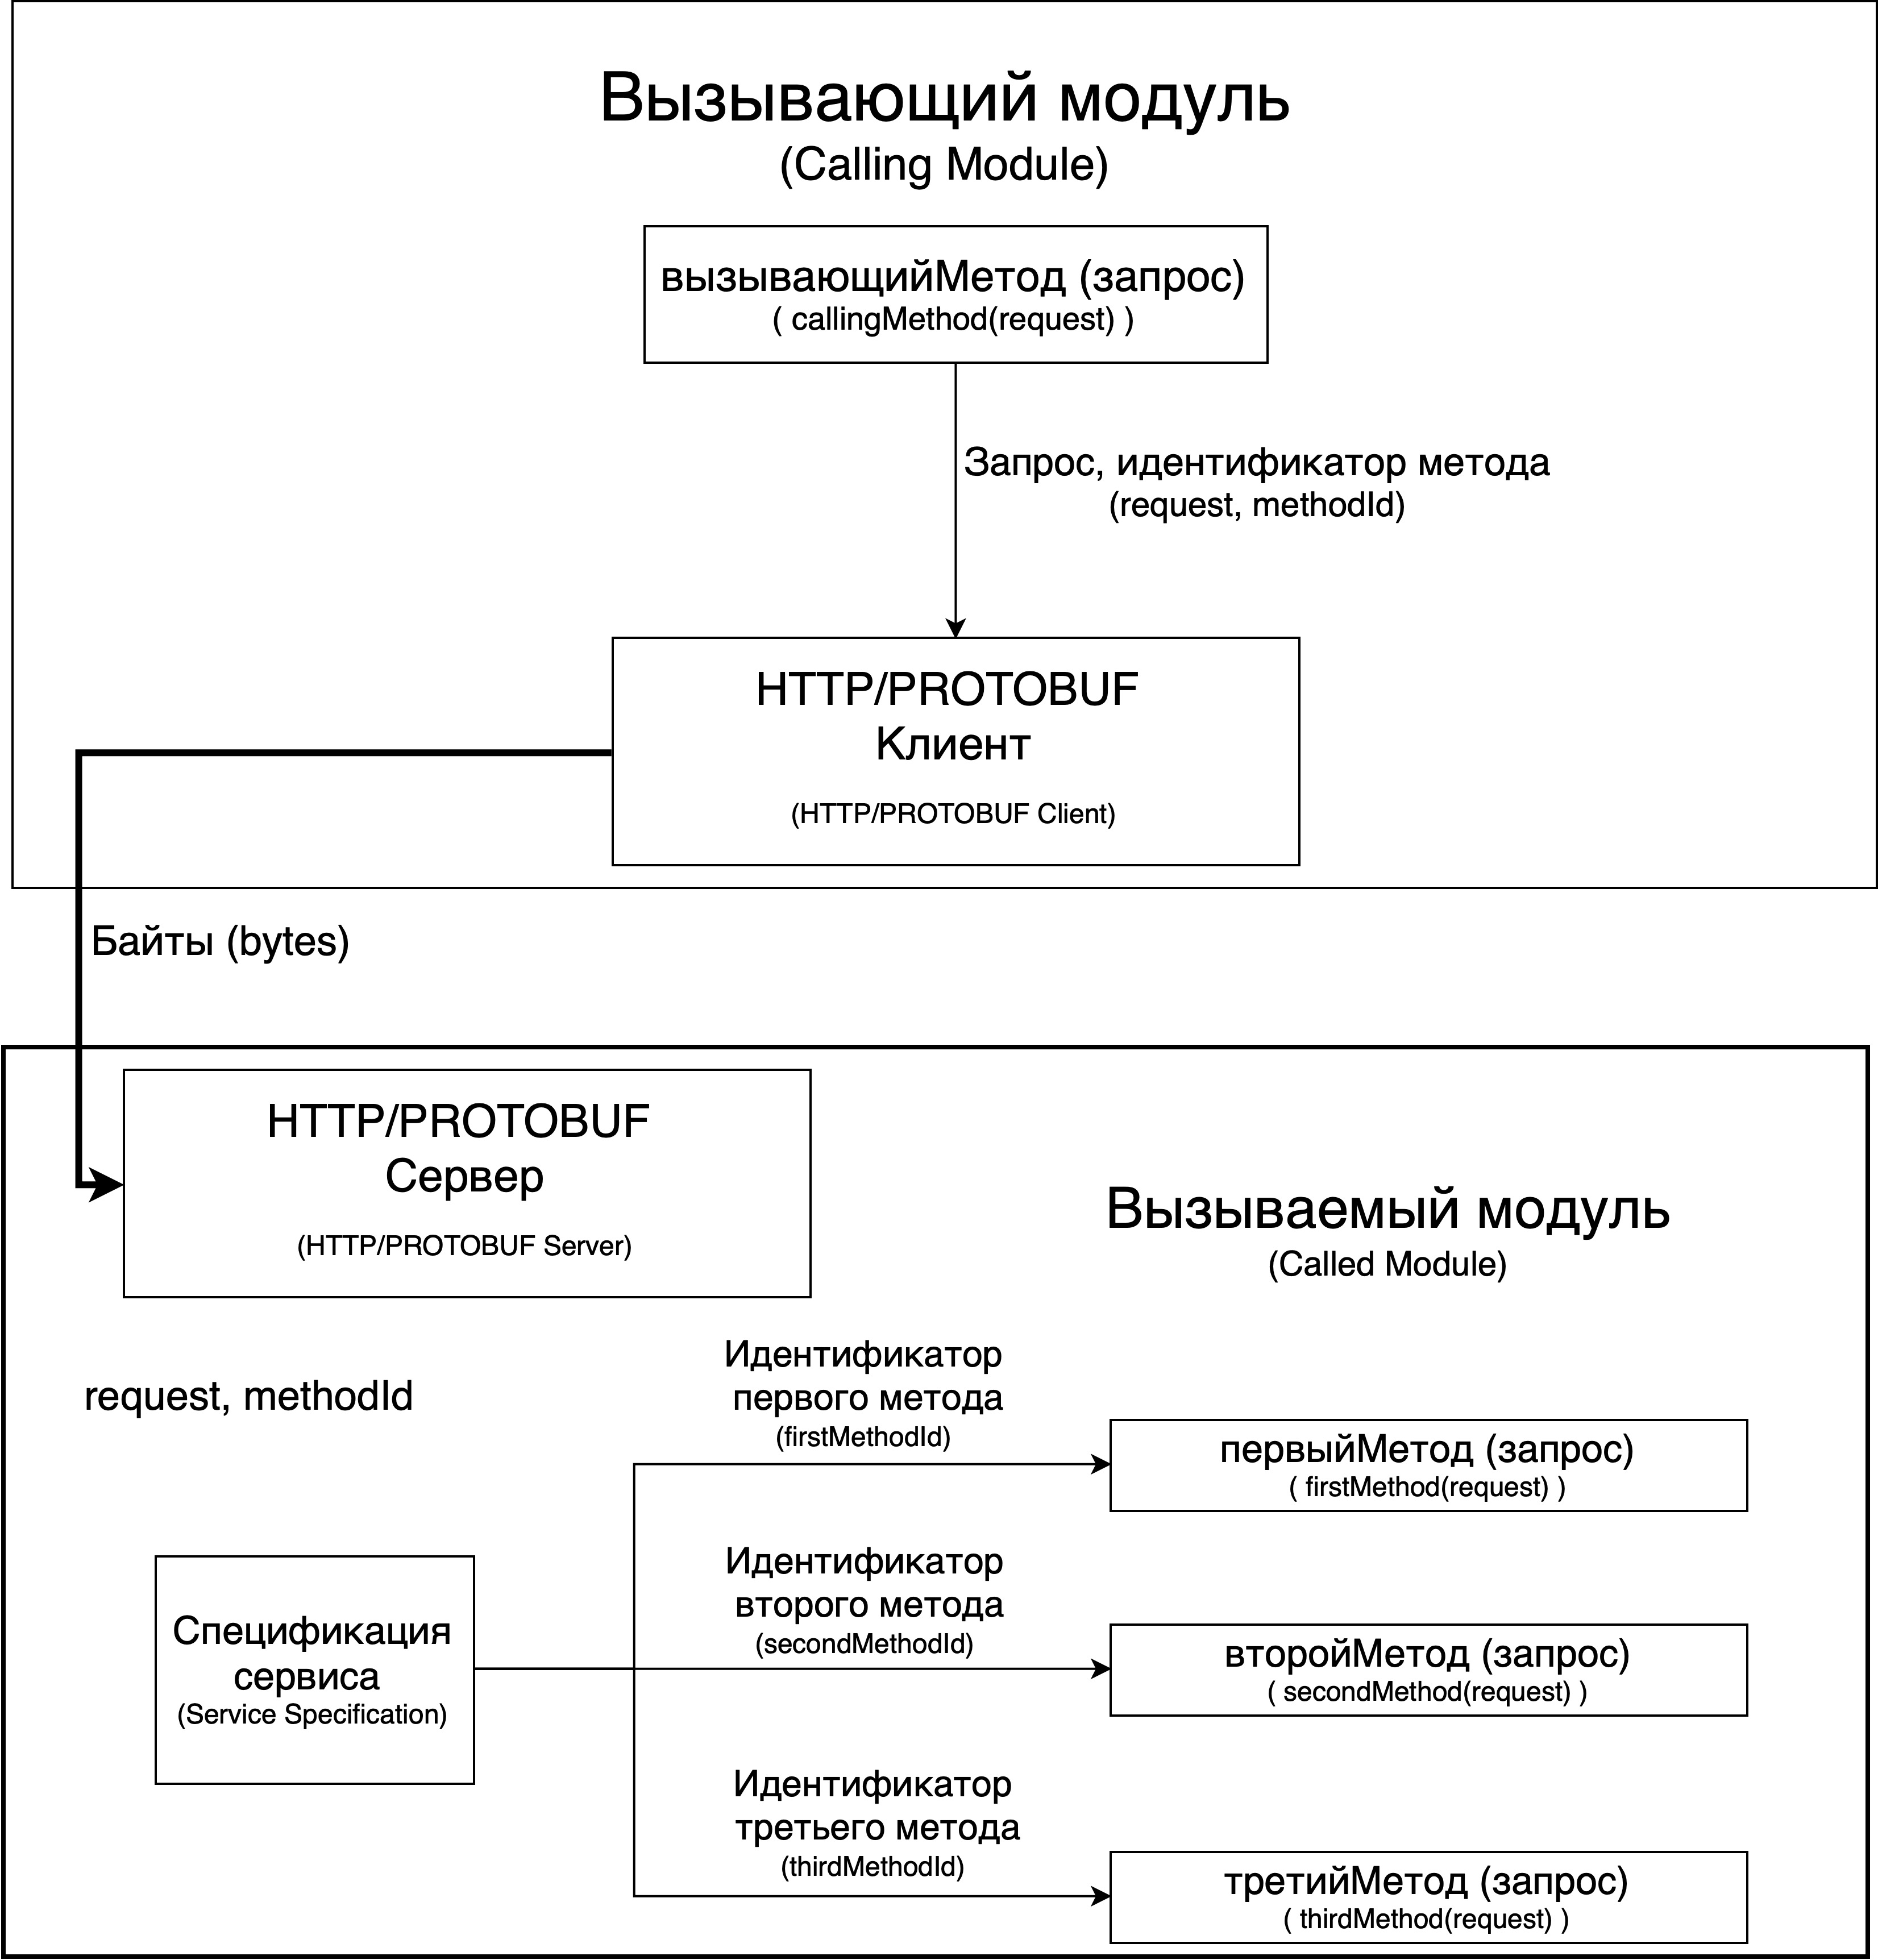 Вызывающий модуль
(Calling Module)
вызывающийМетод (запрос)
( callingMethod(request) )
Запрос, идентификатор метода
(request, methodId)
HTTP/PROTOBUF
Клиент
(HTTP/PROTOBUF Client)
Байты (bytes)
HTTP/PROTOBUF
Сервер
(HTTP/PROTOBUF Server)
Вызываемый модуль
(Called Module)
request, methodId
Идентификатор
первого метода
(firstMethodId)
первыйМетод (запрос)
( firstMethod(request) )
Идентификатор
второго метода
(secondMethodId)
второйМетод (запрос)
( secondMethod(request) )
Спецификация
сервиса
(Service Specification)
Идентификатор
третьего метода
(thirdMethodId)
третийМетод (запрос)
( thirdMethod(request) )